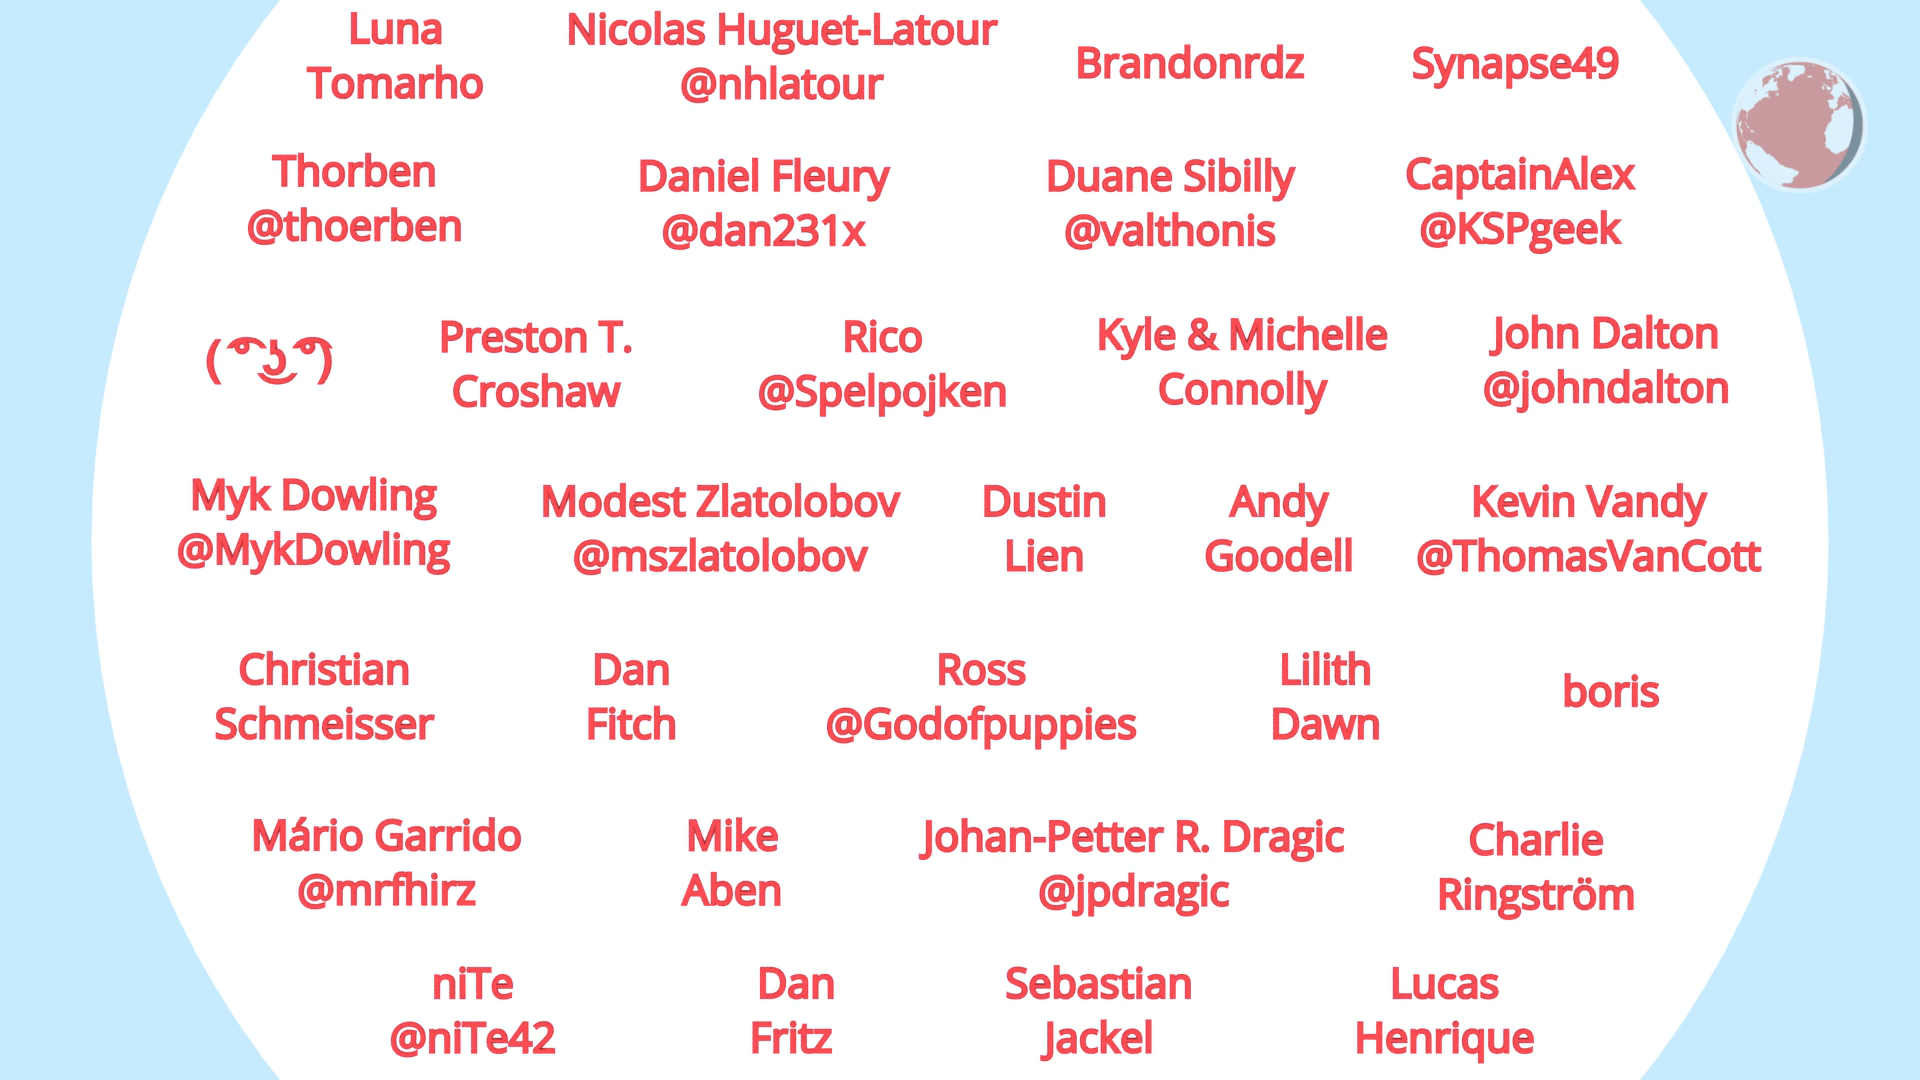 Luna
Tomarho
Nicolas Huguet-Latour
@nhlatour
Brandonrdz
Synapse49
Thorben
@thoerben
Daniel Fleury
@dan231x
Duane Sibilly
@valthonis
CaptainAlex
@KSPgeek
( ͡° ͜ʖ ͡°)
Preston T.
Croshaw
Rico
@Spelpojken
Kyle & Michelle
Connolly
John Dalton
@johndalton
Myk Dowling
@MykDowling
Modest Zlatolobov
@mszlatolobov
Dustin
Lien
Andy
Goodell
Kevin Vandy
@ThomasVanCott
Christian
Schmeisser
Dan
Fitch
Ross
@Godofpuppies
Lilith
Dawn
boris
Mário Garrido
@mrfhirz
Mike
Aben
Johan-Petter R. Dragic
@jpdragic
Charlie
Ringström
niTe
@niTe42
Dan
Fritz
Sebastian
Jackel
Lucas
Henrique